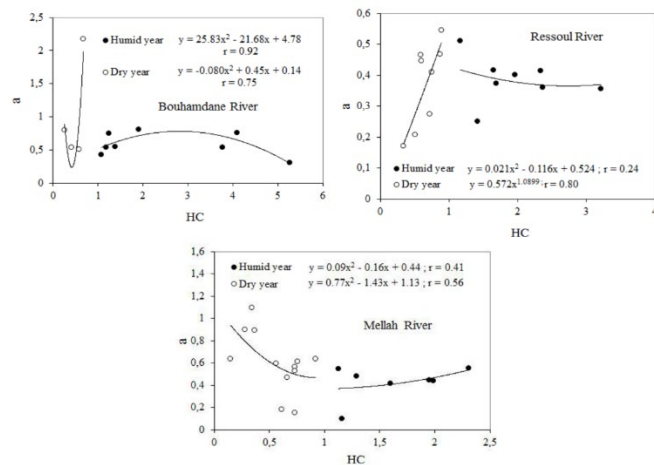 2,5
2
1,5
1
0,5
0
a
● Humid year y = 25.83x² - 21.68x + 4.78
r = 0.92
○ Dry year y = -0.080x² + 0.45x + 0.14
r = 0.75
Bouhamdane River
0 1 2 3 4 5 6
HC
0,6
0,5
0,4
0,3
0,2
0,1
0
a
Ressoul River
● Humid year y = 0.021x² - 0.116x + 0.524 ; r = 0.24
○ Dry year y = 0.572x^1.0899 ; r = 0.80
0 1 2 3 4
HC
1,6
1,4
1,2
1
0,8
0,6
0,4
0,2
0
a
● Humid year y = 0.09x² - 0.16x + 0.44 ; r = 0.41
○ Dry year y = 0.77x² - 1.43x + 1.13 ; r = 0.56
Mellah River
0 0,5 1 1,5 2 2,5
HC